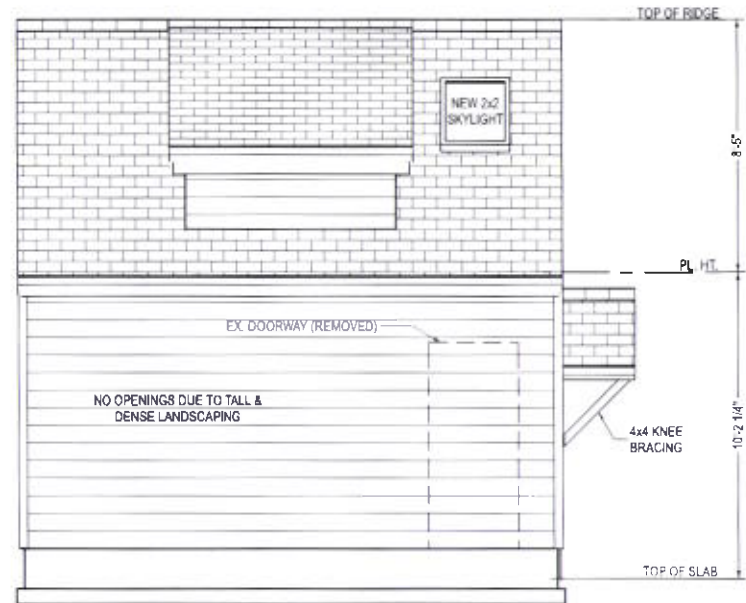 TOP OF RIDGE
NEW 2x2
SKYLIGHT
8'-5"
PL. HT.
EX. DOORWAY (REMOVED)
NO OPENINGS DUE TO TALL &
DENSE LANDSCAPING
4x4 KNEE
BRACING
10'-2 1/4"
TOP OF SLAB